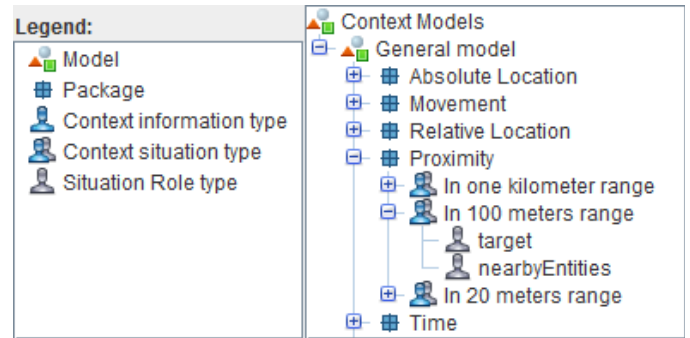 Legend:
Model
Package
Context information type
Context situation type
Situation Role type
Context Models
General model
Absolute Location
Movement
Relative Location
Proximity
In one kilometer range
In 100 meters range
target
nearbyEntities
In 20 meters range
Time